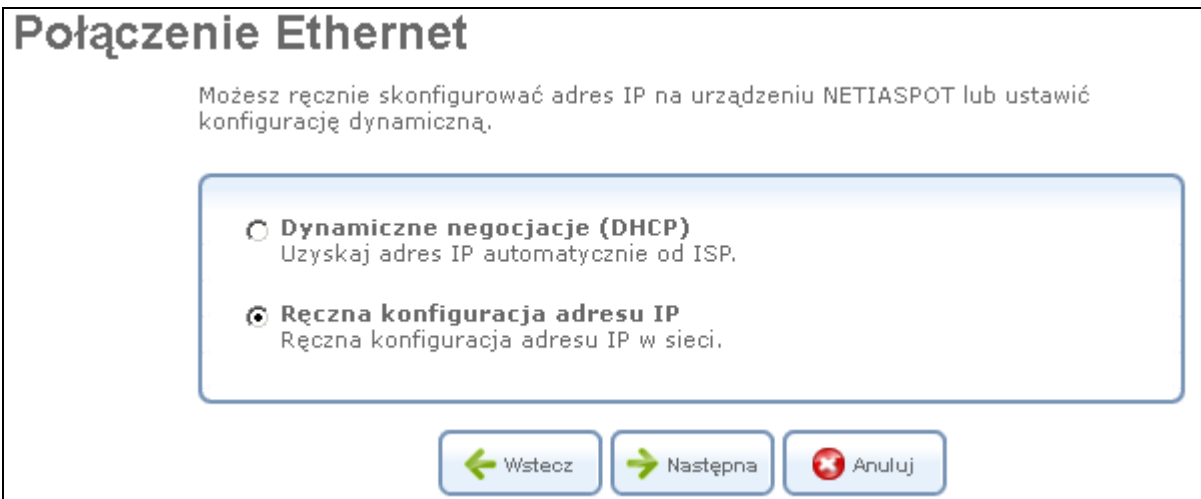 Połączenie Ethernet
Możesz ręcznie skonfigurować adres IP na urządzeniu NETIASPOT lub ustawić
konfigurację dynamiczną.
Dynamiczne negocjacje (DHCP)
Uzyskaj adres IP automatycznie od ISP.
Ręczna konfiguracja adresu IP
Ręczna konfiguracja adresu IP w sieci.
Wstecz
Następna
Anuluj